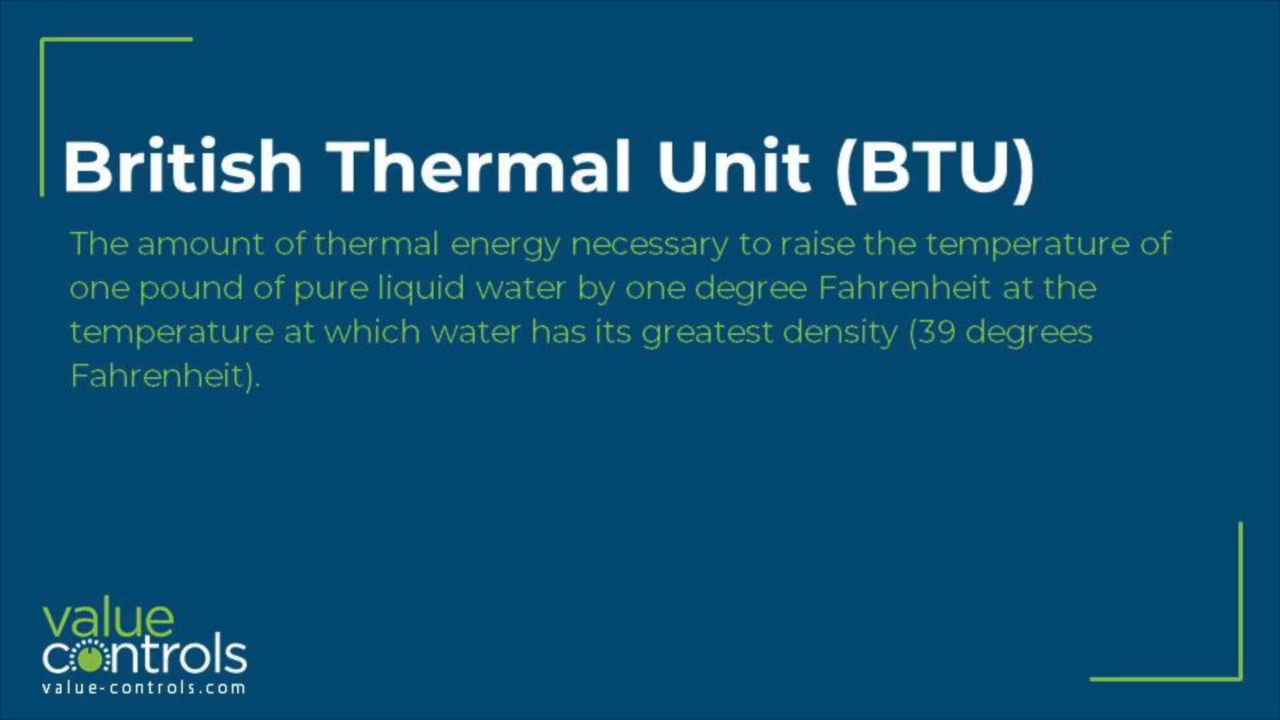 British Thermal Unit (BTU)
The amount of thermal energy necessary to raise the temperature of
one pound of pure liquid water by one degree Fahrenheit at the
temperature at which water has its greatest density (39 degrees
Fahrenheit).
value
controls
value-controls.com